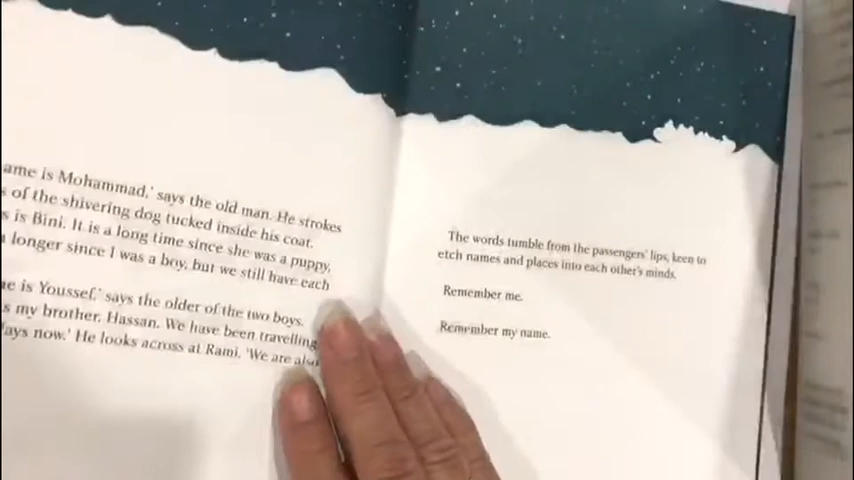 ame is Mohammad,' says the old man. He strokes
s of the shivering dog tucked inside his coat.
s is Bini. It is a long time since she was a puppy,
longer since I was a boy, but we still have each
e is Youssef,' says the older of the two boys.
s my brother, Hassan. We have been travelling
ays now.' He looks across at Rami. 'We are also
The words tumble from the passengers' lips, keen to
etch names and places into each other's minds.
Remember me.
Remember my name.